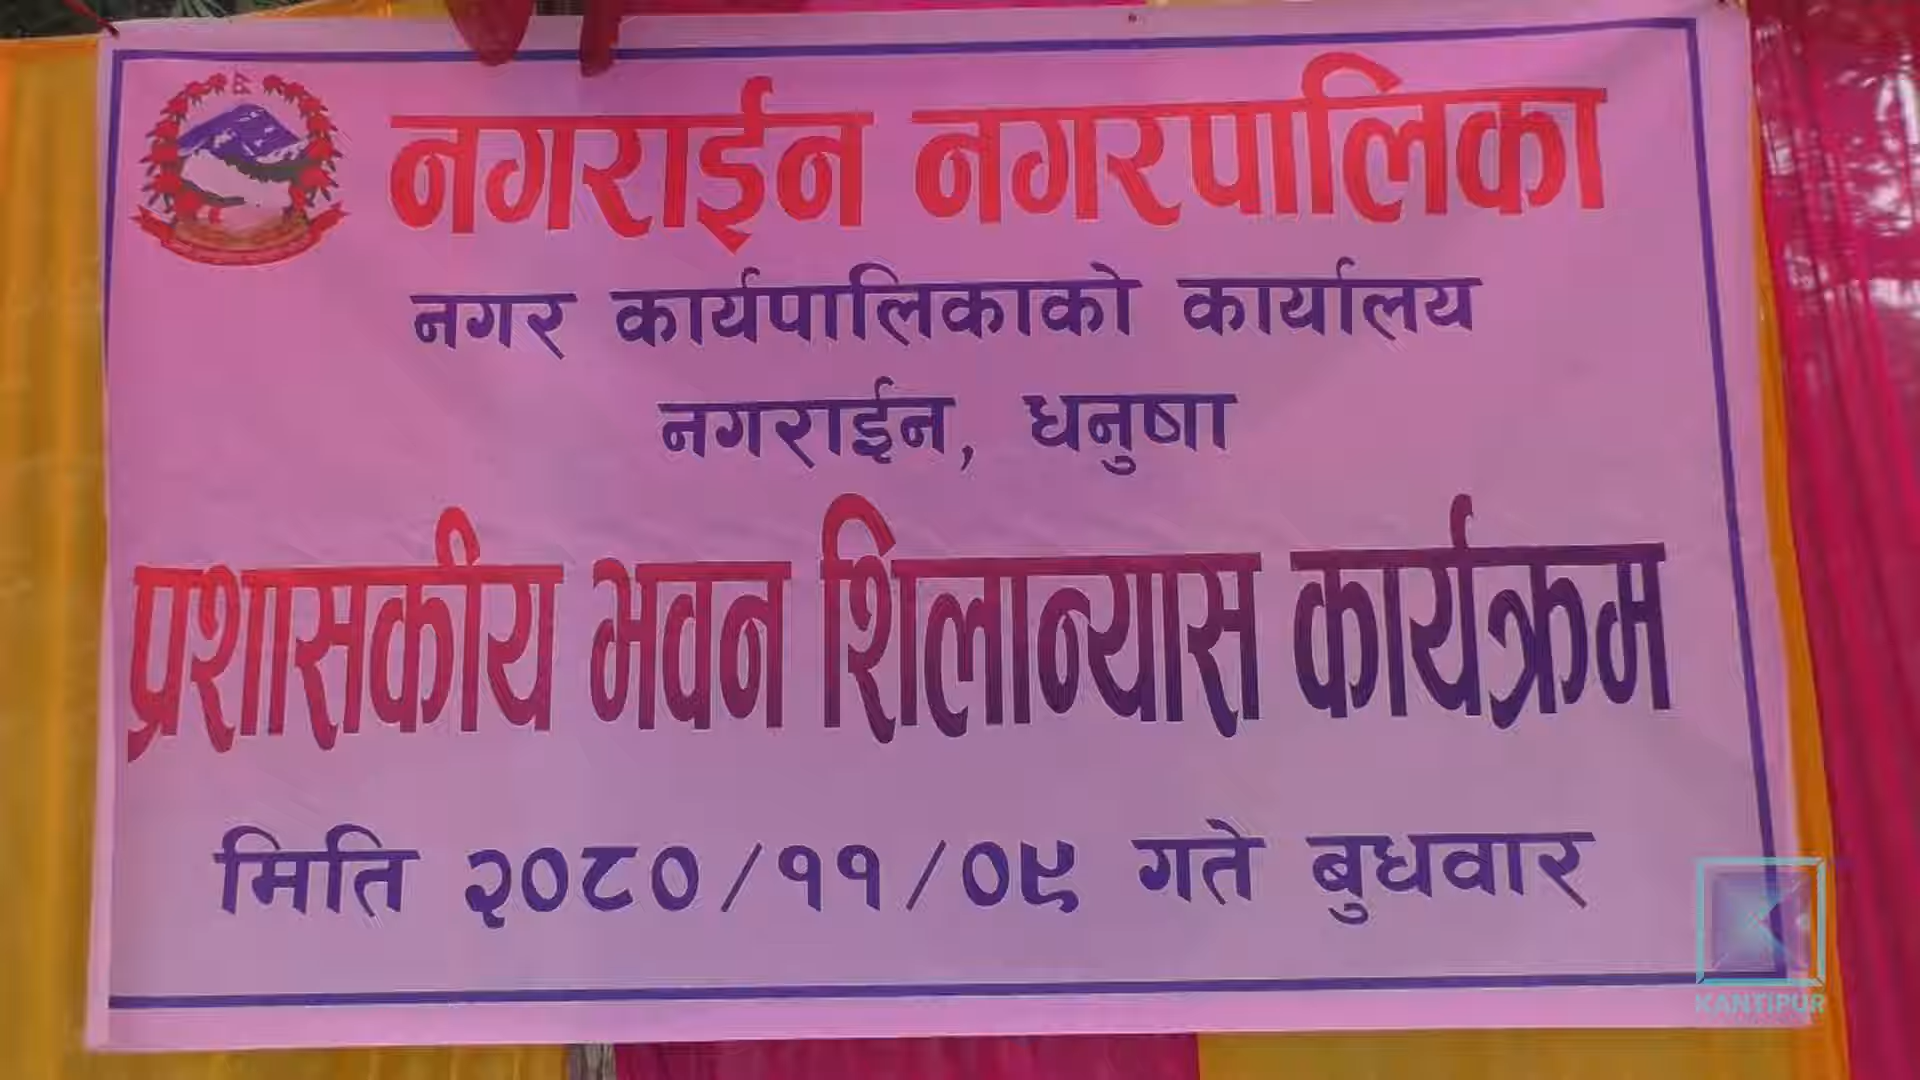 नगराईन नगरपालिका
नगर कार्यपालिकाको कार्यालय
नगराईन, धनुषा
प्रशासकीय भवन शिलान्यास कार्यक्रम
मिति २०८०/११/०९ गते बुधवार
KANTIPUR